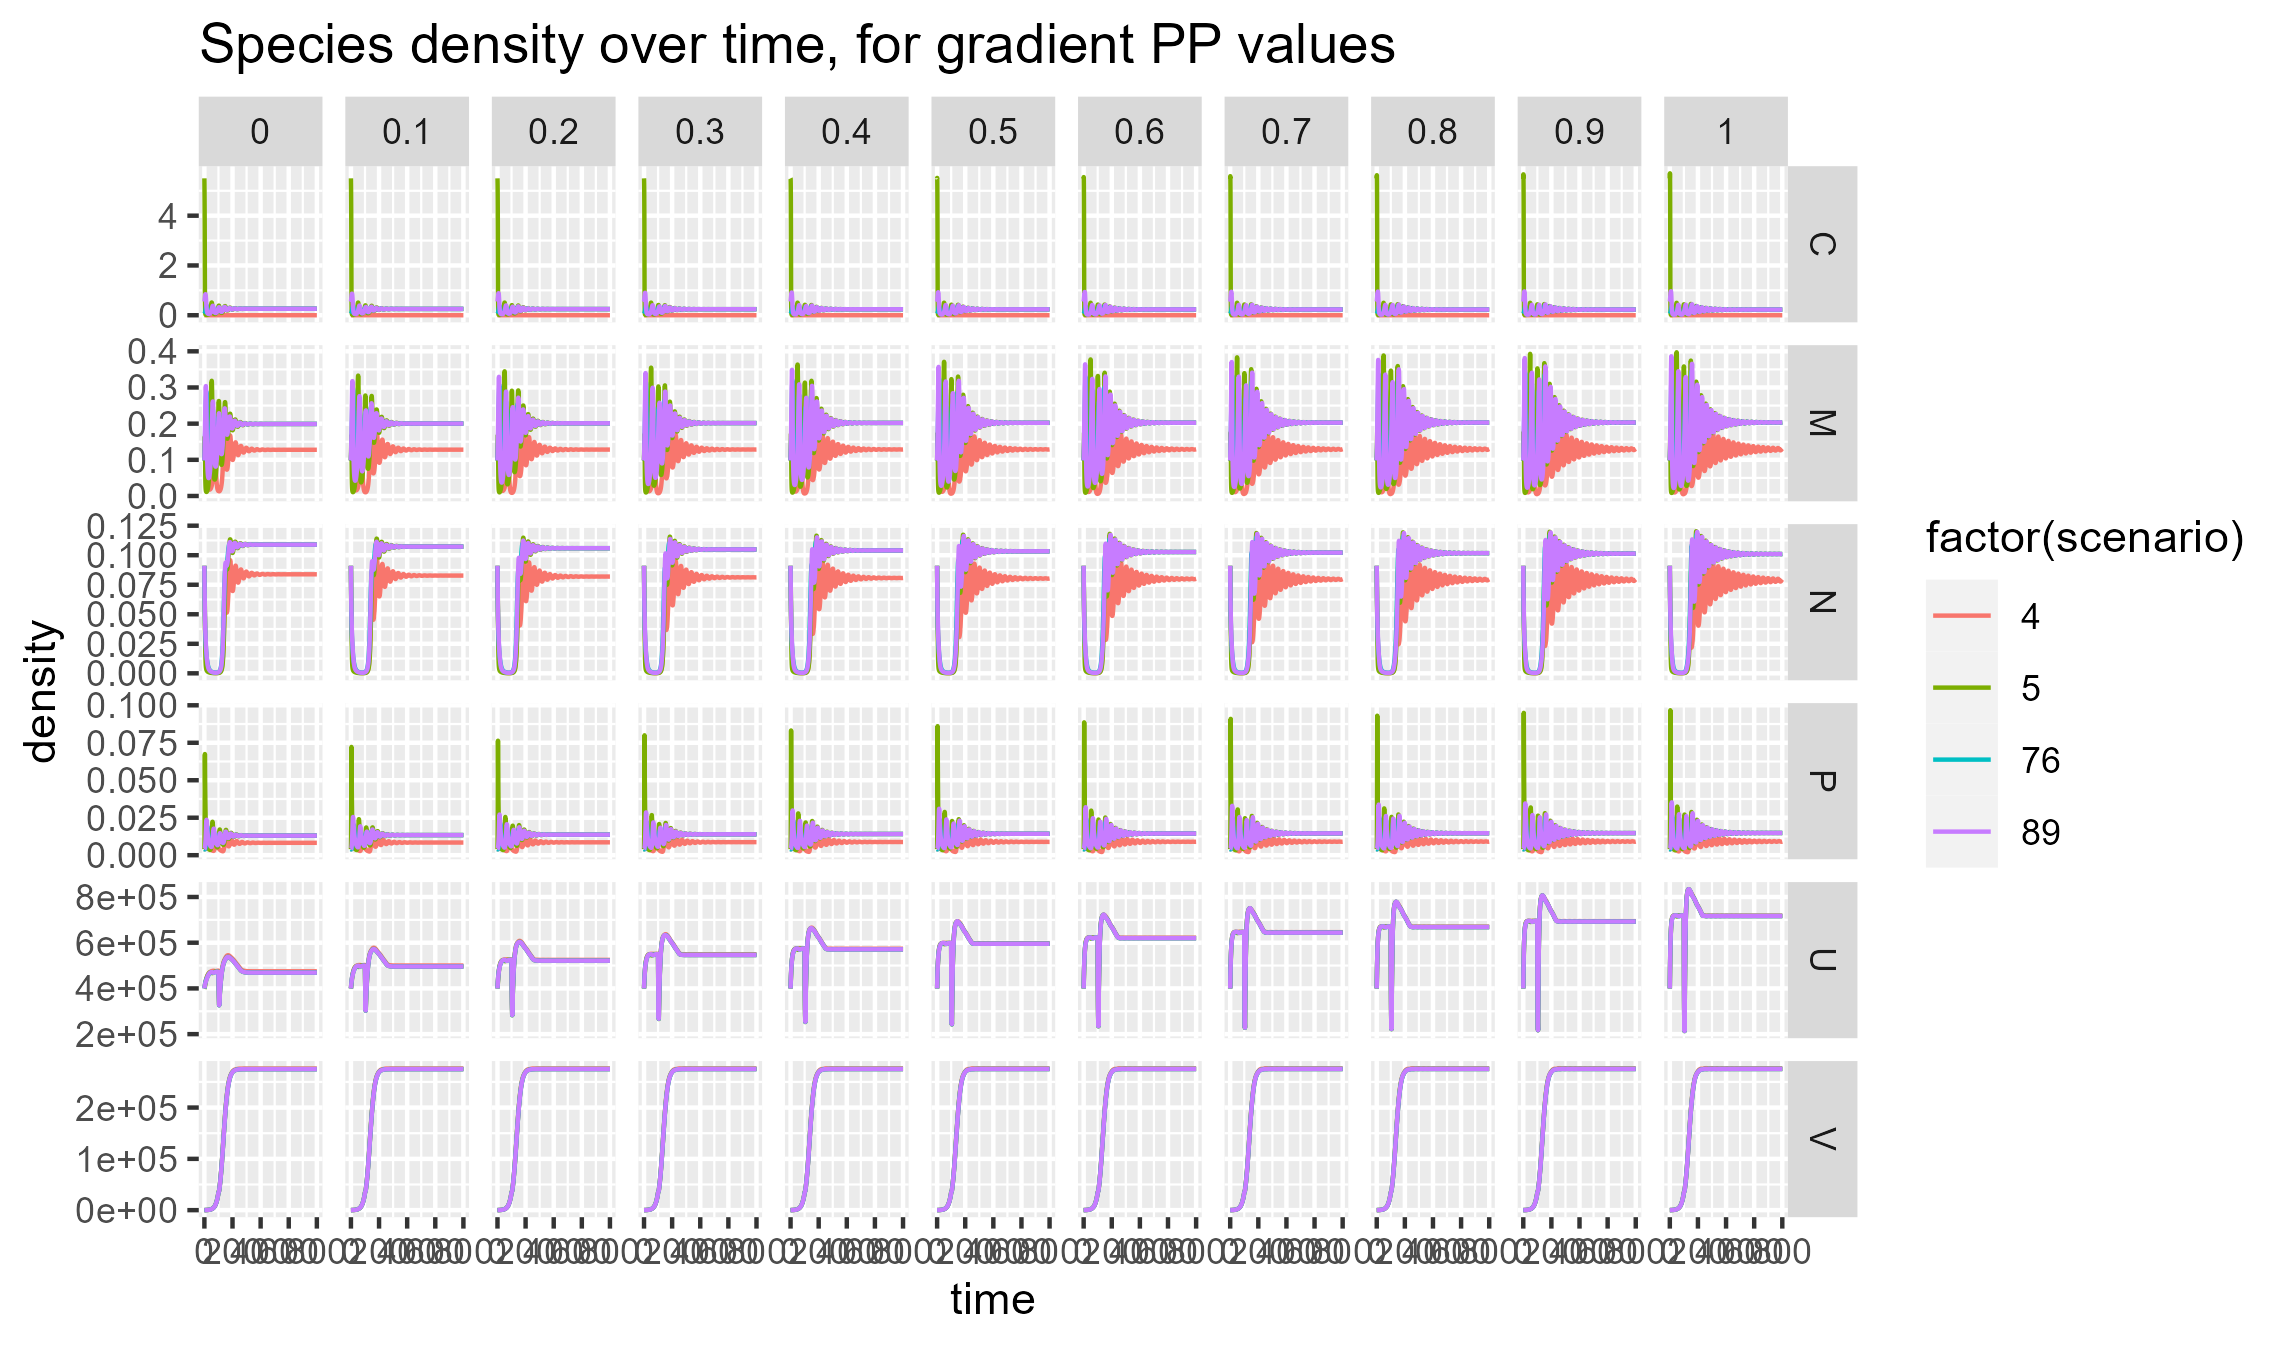 Species density over time, for gradient PP values
0 0.1 0.2 0.3 0.4 0.5 0.6 0.7 0.8 0.9 1
4
2
0
C
0.4
0.3
0.2
0.1
0.0
M
0.125
0.100
0.075
0.050
0.025
0.000
N
0.100
0.075
0.050
0.025
0.000
P
8e+05
6e+05
4e+05
2e+05
U
2e+05
1e+05
0e+00
V
density
time
factor(scenario)
4
5
76
89